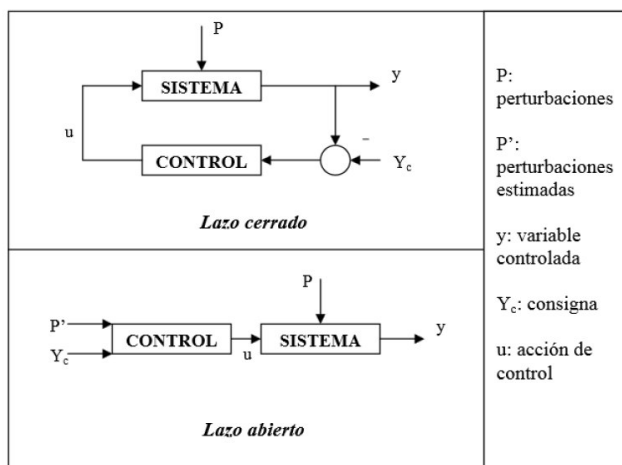 P
SISTEMA
y
u
–
CONTROL
Yc
Lazo cerrado
P
P’
Yc
CONTROL
u
SISTEMA
y
Lazo abierto
P:
perturbaciones
P’:
perturbaciones
estimadas
y: variable
controlada
Yc: consigna
u: acción de
control